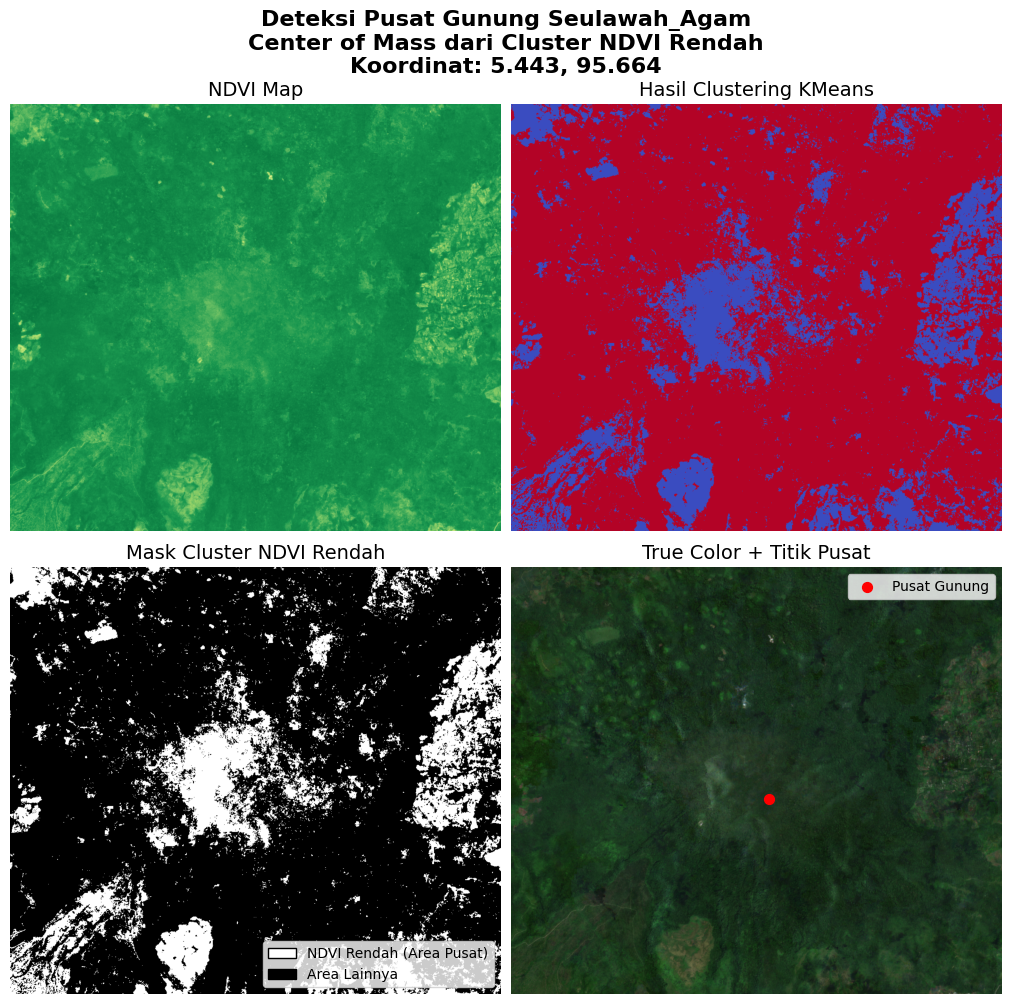 Deteksi Pusat Gunung Seulawah_Agam
Center of Mass dari Cluster NDVI Rendah
Koordinat: 5.443, 95.664
NDVI Map
Hasil Clustering KMeans
Mask Cluster NDVI Rendah
NDVI Rendah (Area Pusat)
Area Lainnya
True Color + Titik Pusat
Pusat Gunung